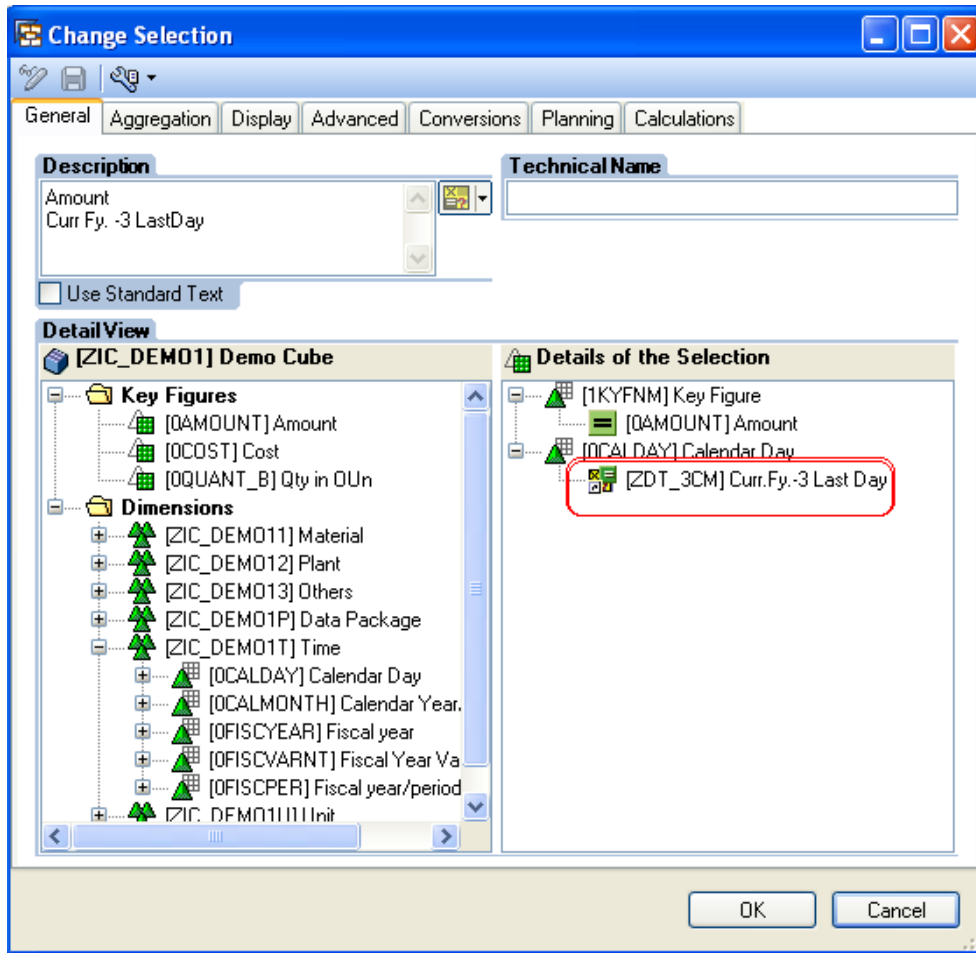 Change Selection
General Aggregation Display Advanced Conversions Planning Calculations
Description
Technical Name
Amount
Curr Fy. -3 LastDay
Use Standard Text
Detail View
[ZIC_DEMO1] Demo Cube
Details of the Selection
Key Figures
[0AMOUNT] Amount
[0COST] Cost
[0QUANT_B] Qty in OUn
Dimensions
[ZIC_DEMO11] Material
[ZIC_DEMO12] Plant
[ZIC_DEMO13] Others
[ZIC_DEMO1P] Data Package
[ZIC_DEMO1T] Time
[0CALDAY] Calendar Day
[0CALMONTH] Calendar Year.
[0FISCYEAR] Fiscal year
[0FISCVARNT] Fiscal Year Va
[0FISCPER] Fiscal year/period
[ZIC_DEMO1U] Unit
[1KYFNM] Key Figure
[0AMOUNT] Amount
[0CALDAY] Calendar Day
[ZDT_3CM] Curr.Fy.-3 Last Day
OK
Cancel